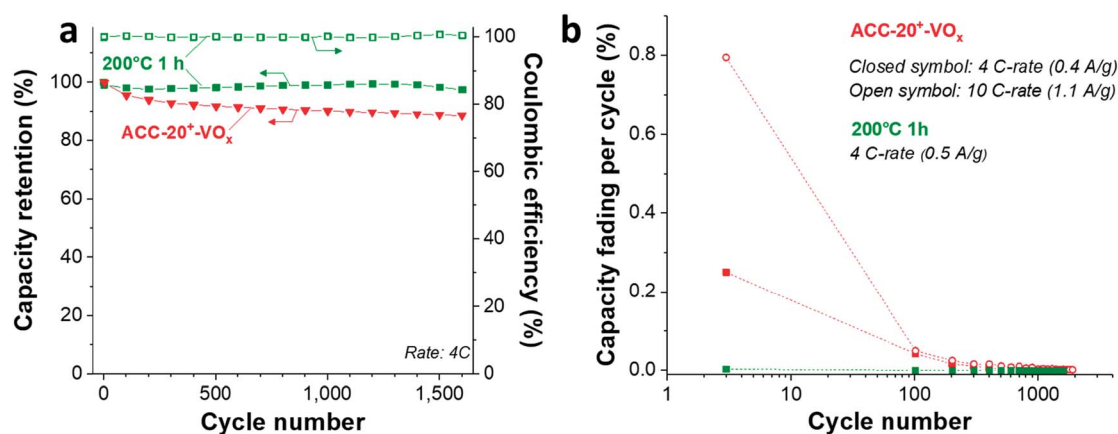 a
Capacity retention (%)
100
80
60
40
20
0
200°C 1 h
ACC-20⁺-VOₓ
Rate: 4C
0
500
1,000
1,500
Cycle number
100
80
60
40
20
0
Coulombic efficiency (%)
b
Capacity fading per cycle (%)
0.8
0.6
0.4
0.2
0.0
ACC-20⁺-VOₓ
Closed symbol: 4 C-rate (0.4 A/g)
Open symbol: 10 C-rate (1.1 A/g)
200°C 1h
4 C-rate (0.5 A/g)
1
10
100
1000
Cycle number